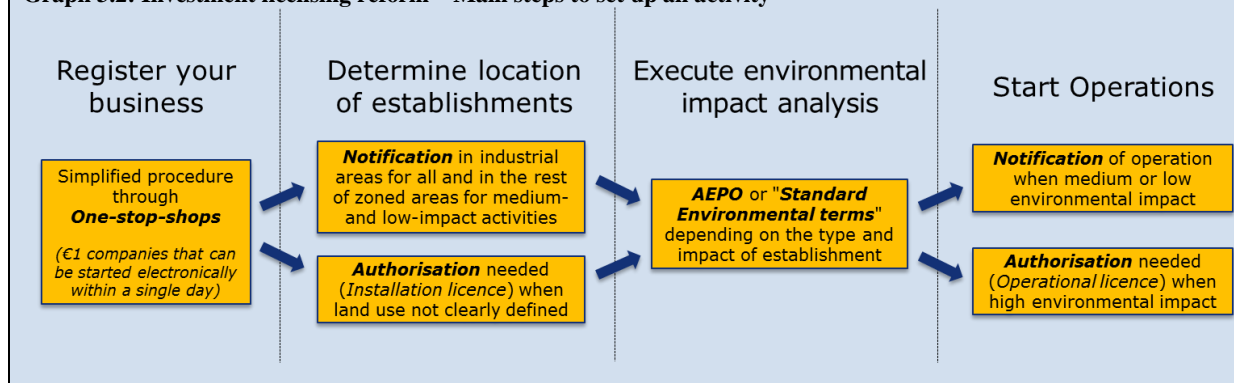 Graph 3.2: Investment licensing reform – Main steps to set up an activity
Register your
business
Simplified procedure
through
One-stop-shops
(€1 companies that can
be started electronically
within a single day)
Determine location
of establishments
Notification in industrial
areas for all and in the rest
of zoned areas for medium-
and low-impact activities
Authorisation needed
(Installation licence) when
land use not clearly defined
Execute environmental
impact analysis
AEPO or "Standard
Environmental terms"
depending on the type and
impact of establishment
Start Operations
Notification of operation
when medium or low
environmental impact
Authorisation needed
(Operational licence) when
high environmental impact